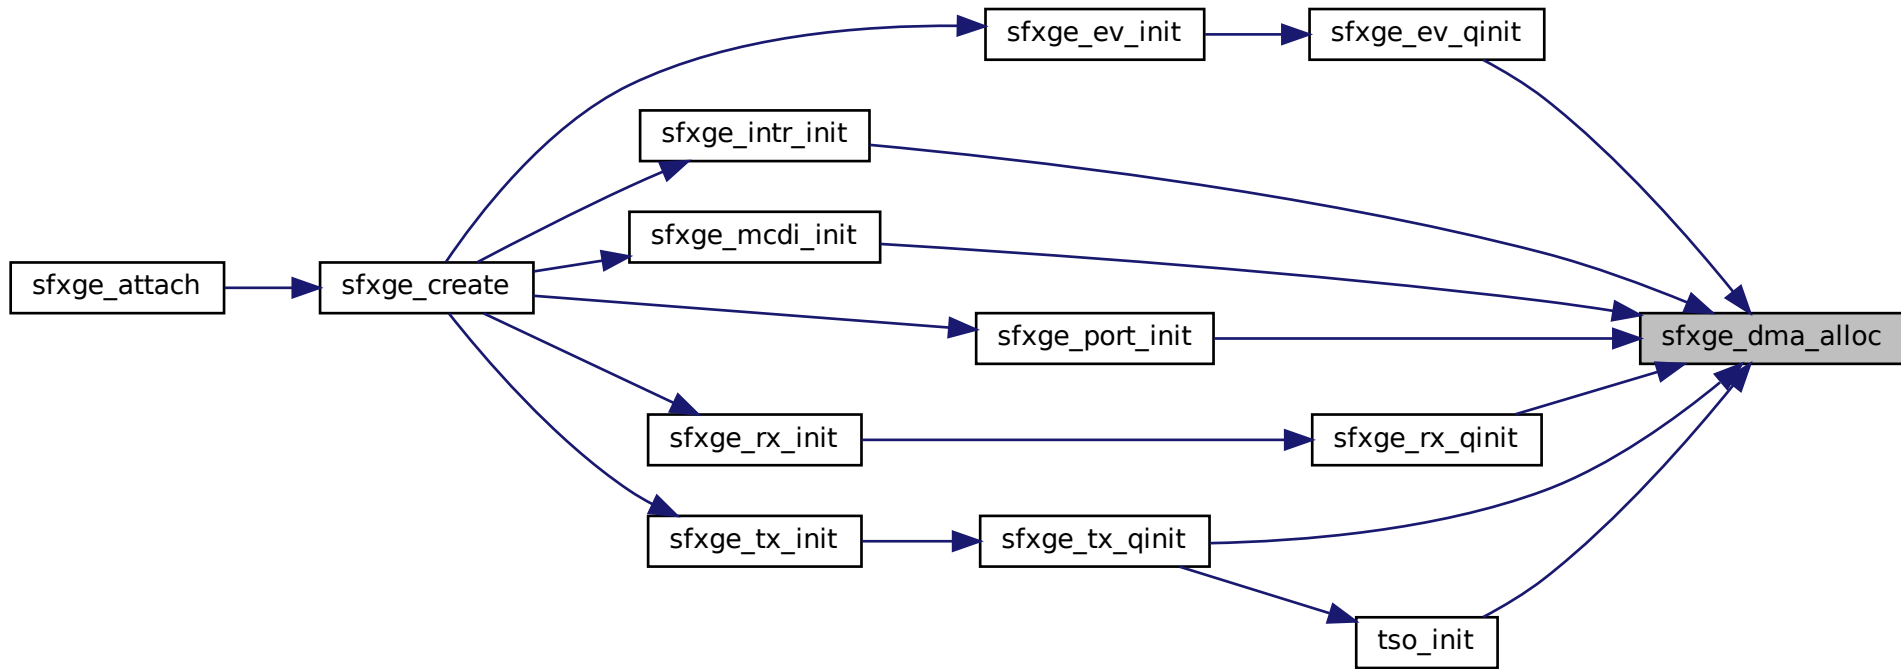 sfxge_ev_init
sfxge_ev_qinit
sfxge_intr_init
sfxge_mcdi_init
sfxge_attach
sfxge_create
sfxge_port_init
sfxge_dma_alloc
sfxge_rx_init
sfxge_rx_qinit
sfxge_tx_init
sfxge_tx_qinit
tso_init